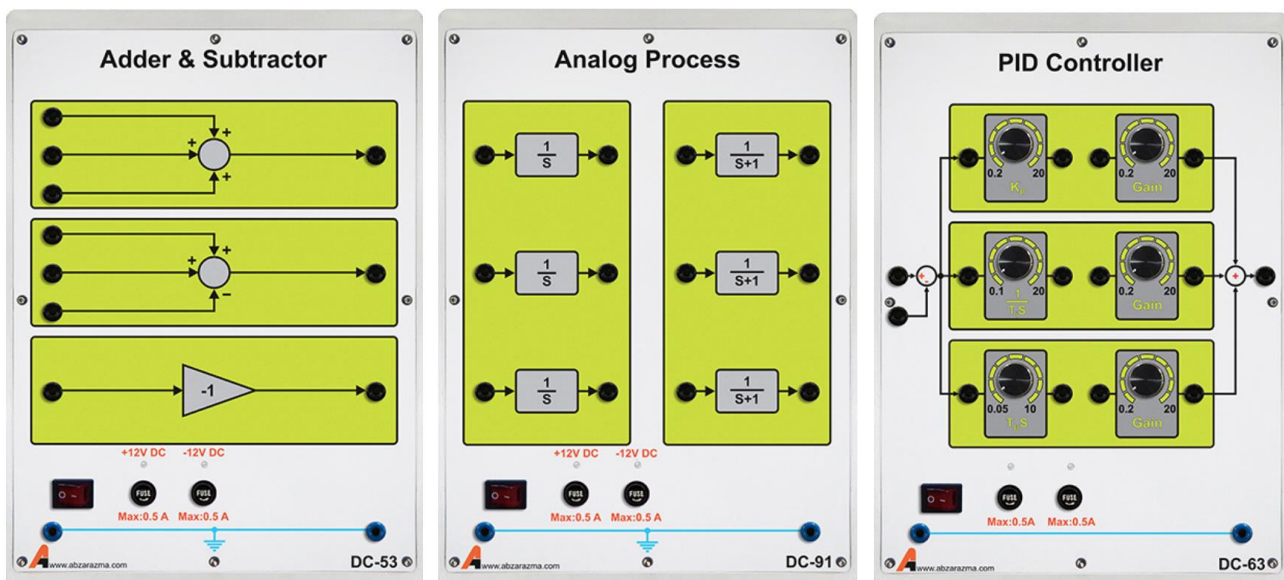 Adder & Subtractor
+
+
+
+
+
−
-1
+12V DC -12V DC
O –
FUSE FUSE
Max:0.5 A Max:0.5 A
www.abzarazma.com
DC-53
Analog Process
1
S
1
S+1
1
S
1
S+1
1
S
1
S+1
+12V DC -12V DC
O –
FUSE FUSE
Max:0.5 A Max:0.5 A
www.abzarazma.com
DC-91
PID Controller
0.2 20 0.2 20
Gain
+ -
0.1 20 0.2 20
+
1
TᵢS Gain
0.05 10 0.2 20
Gain
O –
FUSE FUSE
Max:0.5A Max:0.5A
www.abzarazma.com
DC-63